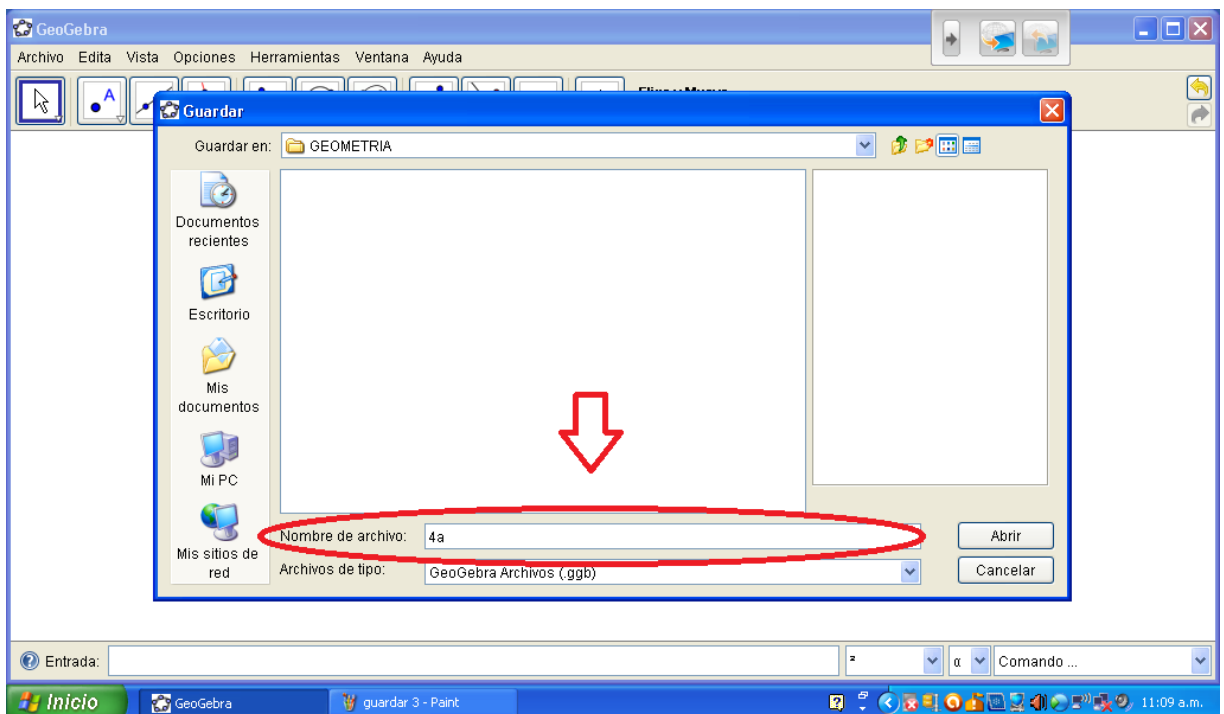 GeoGebra
Archivo Edita Vista Opciones Herramientas Ventana Ayuda
A
Guardar
Guardar en: GEOMETRIA
Documentos
recientes
Escritorio
Mis
documentos
Mi PC
Mis sitios de
red
Nombre de archivo: 4a
Abrir
Archivos de tipo: GeoGebra Archivos (.ggb)
Cancelar
Entrada: ² α Comando ...
Inicio GeoGebra guardar 3 - Paint 11:09 a.m.